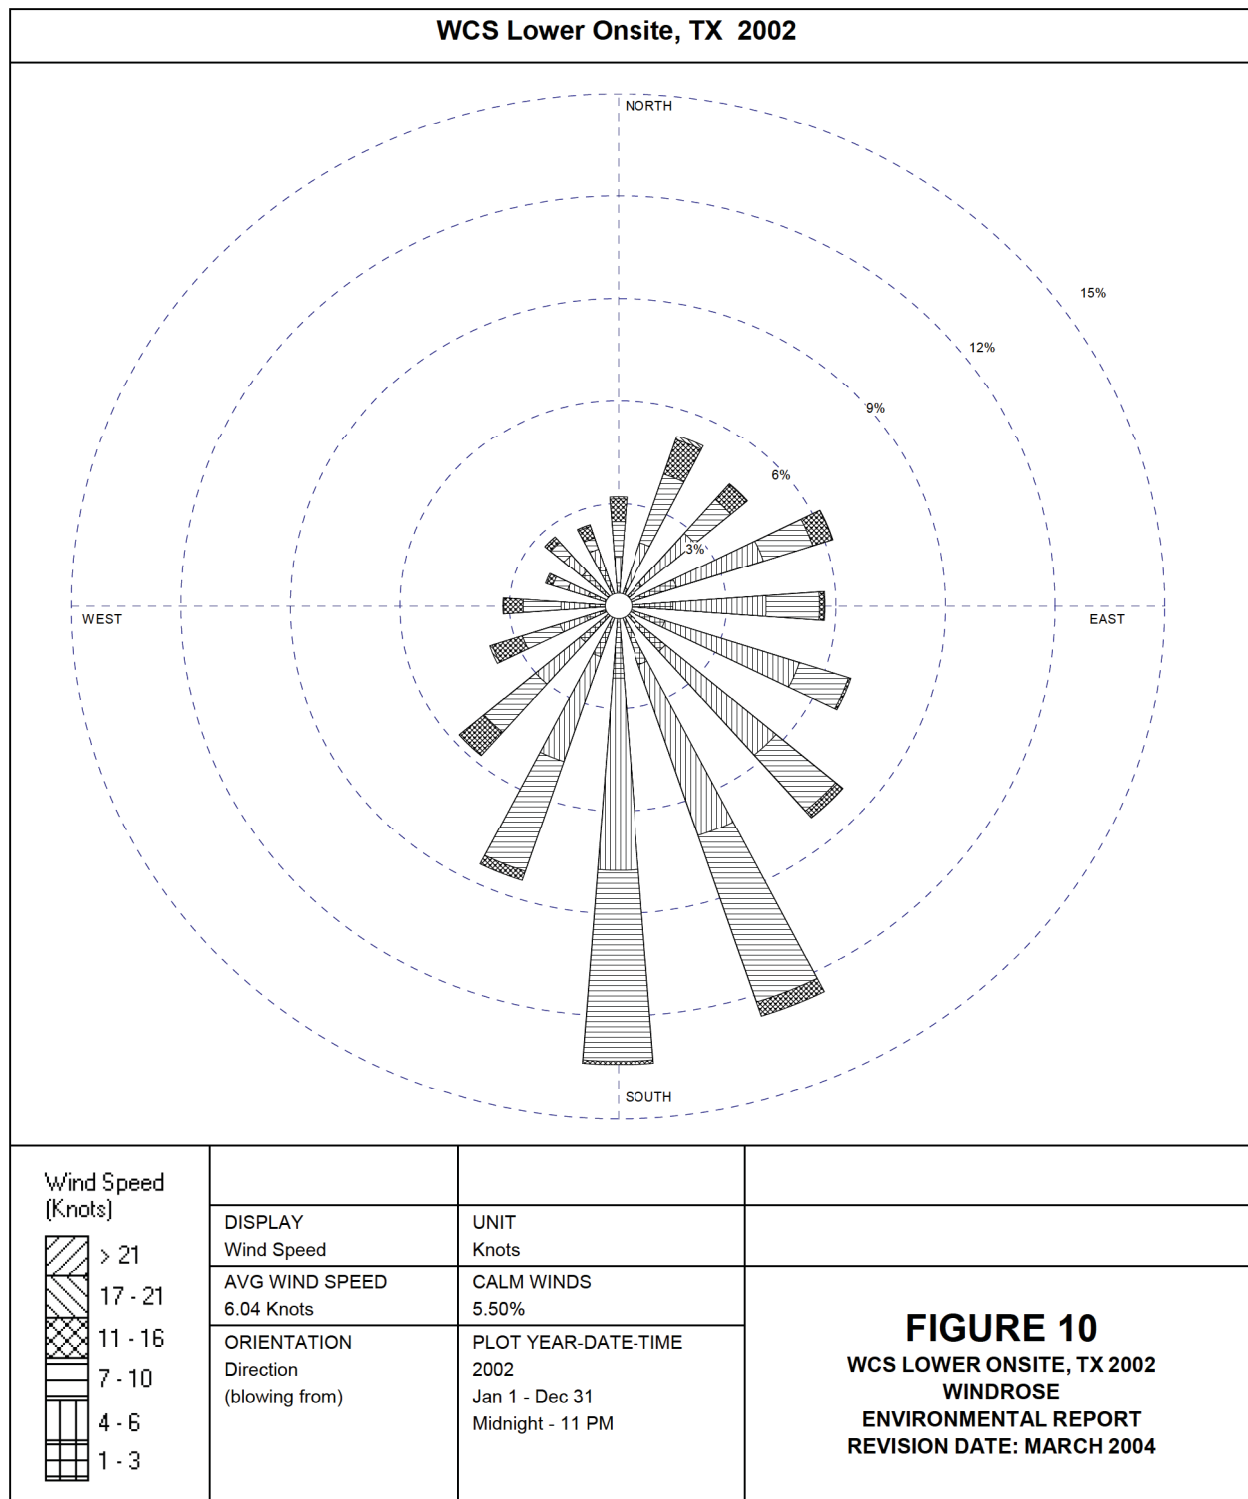 WCS Lower Onsite, TX 2002
NORTH
15%
12%
9%
6%
3%
WEST
EAST
SOUTH
Wind Speed
(Knots)
> 21
17 - 21
11 - 16
7 - 10
4 - 6
1 - 3
DISPLAY
Wind Speed
UNIT
Knots
AVG WIND SPEED
6.04 Knots
CALM WINDS
5.50%
ORIENTATION
Direction
(blowing from)
PLOT YEAR-DATE-TIME
2002
Jan 1 - Dec 31
Midnight - 11 PM
FIGURE 10
WCS LOWER ONSITE, TX 2002
WINDROSE
ENVIRONMENTAL REPORT
REVISION DATE: MARCH 2004